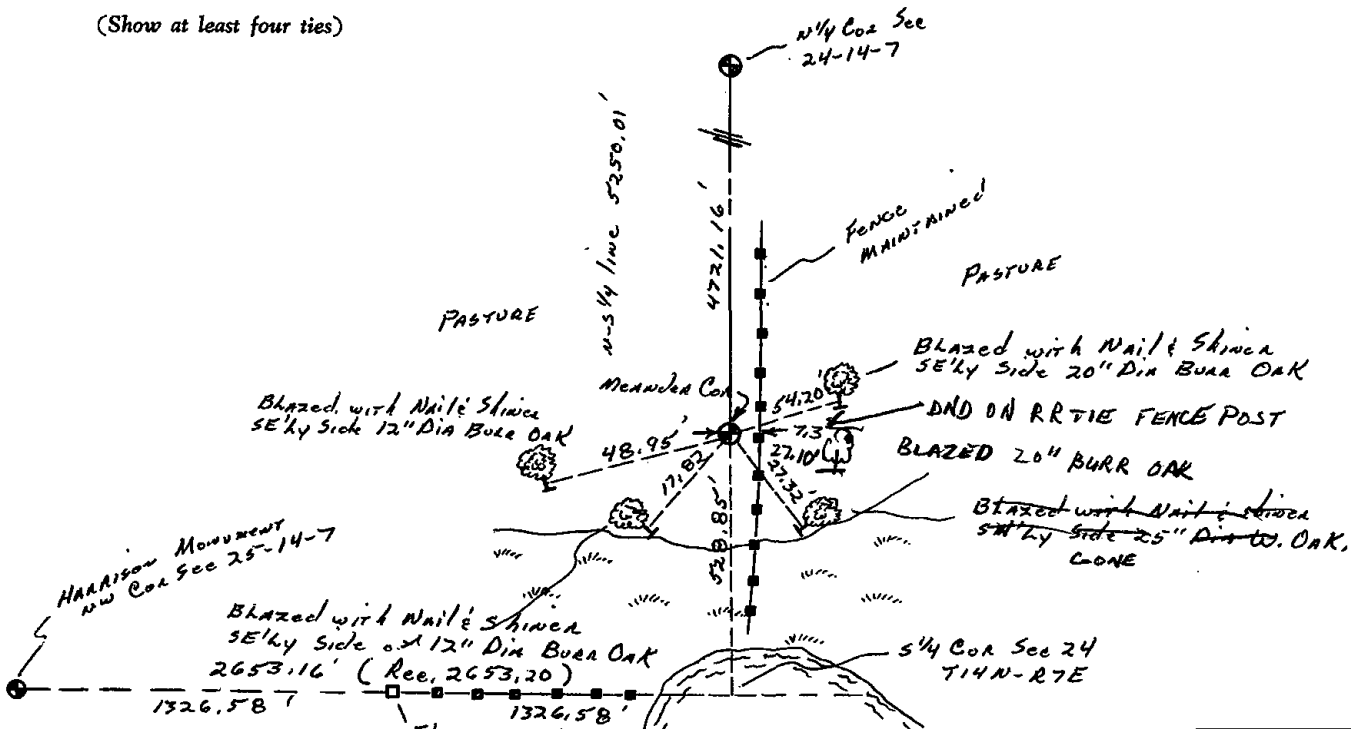 (Show at least four ties)
N 1/4 Cor Sec
24-14-7
N-S 1/4 line 5250.01'
4721.16'
FENCE
MAINTAINED
PASTURE
PASTURE
Meander Cor
Blazed with Nail & Shiner
SE'Ly Side 20" Dia Burr Oak
54.20'
DND ON RR TIE FENCE POST
7.3
27.10'
BLAZED 20" BURR OAK
Blazed with Nail & Shiner
SE'Ly Side 12" Dia Burr Oak
48.95'
17.82'
27.32'
528.85'
Blazed with Nail & Shiner
SW'Ly Side 25" Dia W. Oak,
GONE
HARRISON Monument
NW Cor Sec 25-14-7
Blazed with Nail & Shiner
SE'Ly Side of 12" Dia Burr Oak
2653.16' (Rec. 2653.20)
1326.58'
1326.58'
S 1/4 Cor Sec 24
T14N-R7E